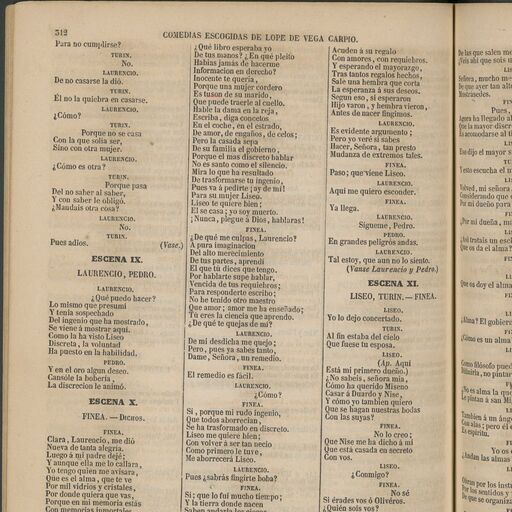 312
COMEDIAS ESCOGIDAS DE LOPE DE VEGA CARPIO.
Para no cumplirse?
TURIN.
No.
LAURENCIO.
De no casarse la dió.
TURIN.
Él no la quiebra en casarse.
LAURENCIO.
¿Cómo?
TURIN.
Porque no se casa
Con la que solia ser,
Sino con otra mujer.
LAURENCIO.
¿Cómo es otra?
TURIN.
Porque pasa
Del no saber al saber,
Y con saber le obligó.
¿Mandais otra cosa?
LAURENCIO.
No.
TURIN.
Pues adios.
(Vase.)
ESCENA IX.
LAURENCIO, PEDRO.
LAURENCIO.
¿Qué puedo hacer?
Lo mismo que presumí
Y tenia sospechado
Del ingenio que ha mostrado,
Se viene á mostrar aquí.
Como la ha visto Liseo
Discreta, la voluntad
Ha puesto en la habilidad.
PEDRO.
Y en el oro algun deseo.
Cansóle la bobería,
La discrecion le animó.
ESCENA X.
FINEA. — DICHOS.
FINEA.
Clara, Laurencio, me dió
Nueva de tanta alegría.
Luego á mi padre dejé;
Y aunque ella me lo callara,
Yo tengo quien me avisara,
Que es el alma, que te ve
Por mil vidrios y cristales,
Por donde quiera que vas,
Porque en mi memoria estás
Con memorias inmortales.
¿Qué libro esperaba yo
De tus manos? ¿En qué pleito
Habias jamás de hacerme
Informacion en derecho?
Inocente te quería,
Porque una mujer cordero
Es tuson de su marido,
Que puede traerle al cuello.
Hable la dama en la reja,
Escriba, diga concetos
En el coche, en el estrado,
De amor, de engaños, de celos;
Pero la casada sepa
De su familia el gobierno,
Porque el mas discreto hablar
No es santo como el silencio.
Mira lo que ha resultado
De trasformarse tu ingenio,
Pues va á pedirte ¡ay de mí!
Para su mujer Liseo.
Liseo te quiere bien;
El se casa; yo soy muerto.
¡Nunca, plegue á Dios, hablaras!
FINEA.
¿De qué me culpas, Laurencio?
A pura imaginacion
Del alto merecimiento
De tus partes, aprendí
El que tú dices que tengo.
Por hablarte supe hablar,
Vencida de tus requiebros;
Para responderte escribo;
No he tenido otro maestro
Que amor; amor me ha enseñado;
Tú eres la ciencia que aprendo.
¿De qué te quejas de mí?
LAURENCIO.
De mi desdicha me quejo;
Pero, pues ya sabes tanto,
Dame, Señora, un remedio.
FINEA.
El remedio es fácil.
LAURENCIO.
¿Cómo?
FINEA.
Si, porque mi rudo ingenio,
Que todos aborrecian,
Se ha trasformado en discreto,
Liseo me quiere bien;
Con volver á ser tan necio
Como primero le tuve,
Me aborrecerá Liseo.
LAURENCIO.
Pues ¿sabrás fingirte boba?
FINEA.
Sí; que lo fuí mucho tiempo;
Y la tierra donde nacen
Acuden á su regalo
Con amores, con requiebros.
Y esperando el mayorazgo,
Tras tantos regalos hechos,
Sale una hembra que corta
La esperanza á sus deseos.
Segun eso, si esperaron
Hijo varon, y hembra vieron,
Antes de nacer fingimos.
LAURENCIO.
Es evidente argumento;
Pero yo veré si sabes
Hacer, Señora, tan presto
Mudanza de extremos tales.
FINEA.
Paso; que viene Liseo.
LAURENCIO.
Aquí me quiero esconder.
FINEA.
Ya llega.
LAURENCIO.
Sígueme, Pedro.
PEDRO.
En grandes peligros andas.
LAURENCIO.
Tal estoy, que aun no lo siento.
(Vanse Laurencio y Pedro.)
ESCENA XI.
LISEO, TURIN. — FINEA.
LISEO.
Yo lo dejo concertado.
TURIN.
Al fin estaba del cielo
Que fuese tu esposa.
LISEO.
(Ap. Aquí
Está mi primero dueño.)
¿No sabeis, señora mia,
Cómo ha querido Miseno
Casar á Duardo y Nise,
Y cómo yo tambien quiero
Que se hagan nuestras bodas
Con las suyas?
FINEA.
No lo creo;
Que Nise me ha dicho á mí
Que está casada en secreto
Con vos.
LISEO.
¿Conmigo?
FINEA.
No sé
Si érades vos ó Olivéros.
¿Quién sois vos?